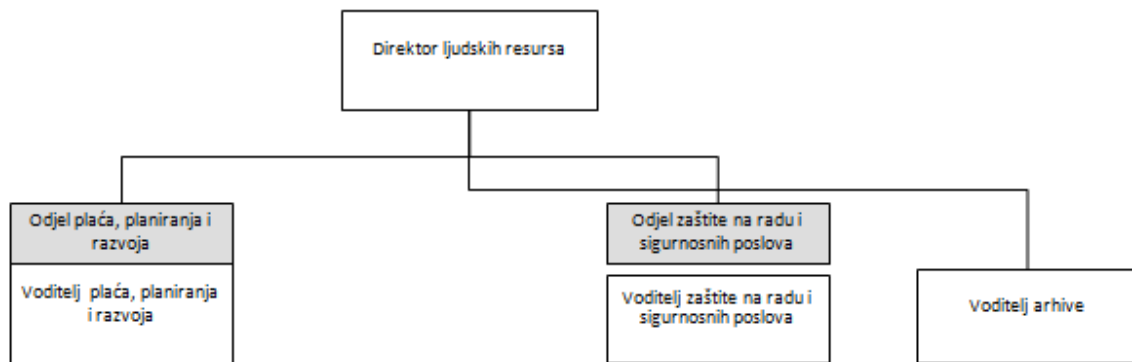 Direktor ljudskih resursa
Odjel plaća, planiranja i
razvoja
Voditelj plaća, planiranja
i razvoja
Odjel zaštite na radu i
sigurnosnih poslova
Voditelj zaštite na radu i
sigurnosnih poslova
Voditelj arhive